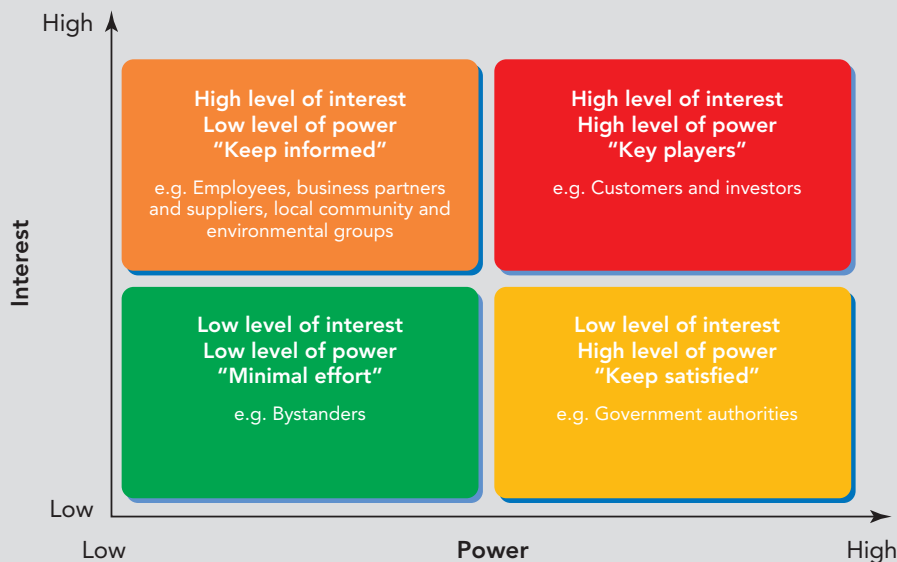 High
High level of interest
Low level of power
“Keep informed”
e.g. Employees, business partners
and suppliers, local community and
environmental groups
High level of interest
High level of power
“Key players”
e.g. Customers and investors
Interest
Low level of interest
Low level of power
“Minimal effort”
e.g. Bystanders
Low level of interest
High level of power
“Keep satisfied”
e.g. Government authorities
Low
Low
Power
High